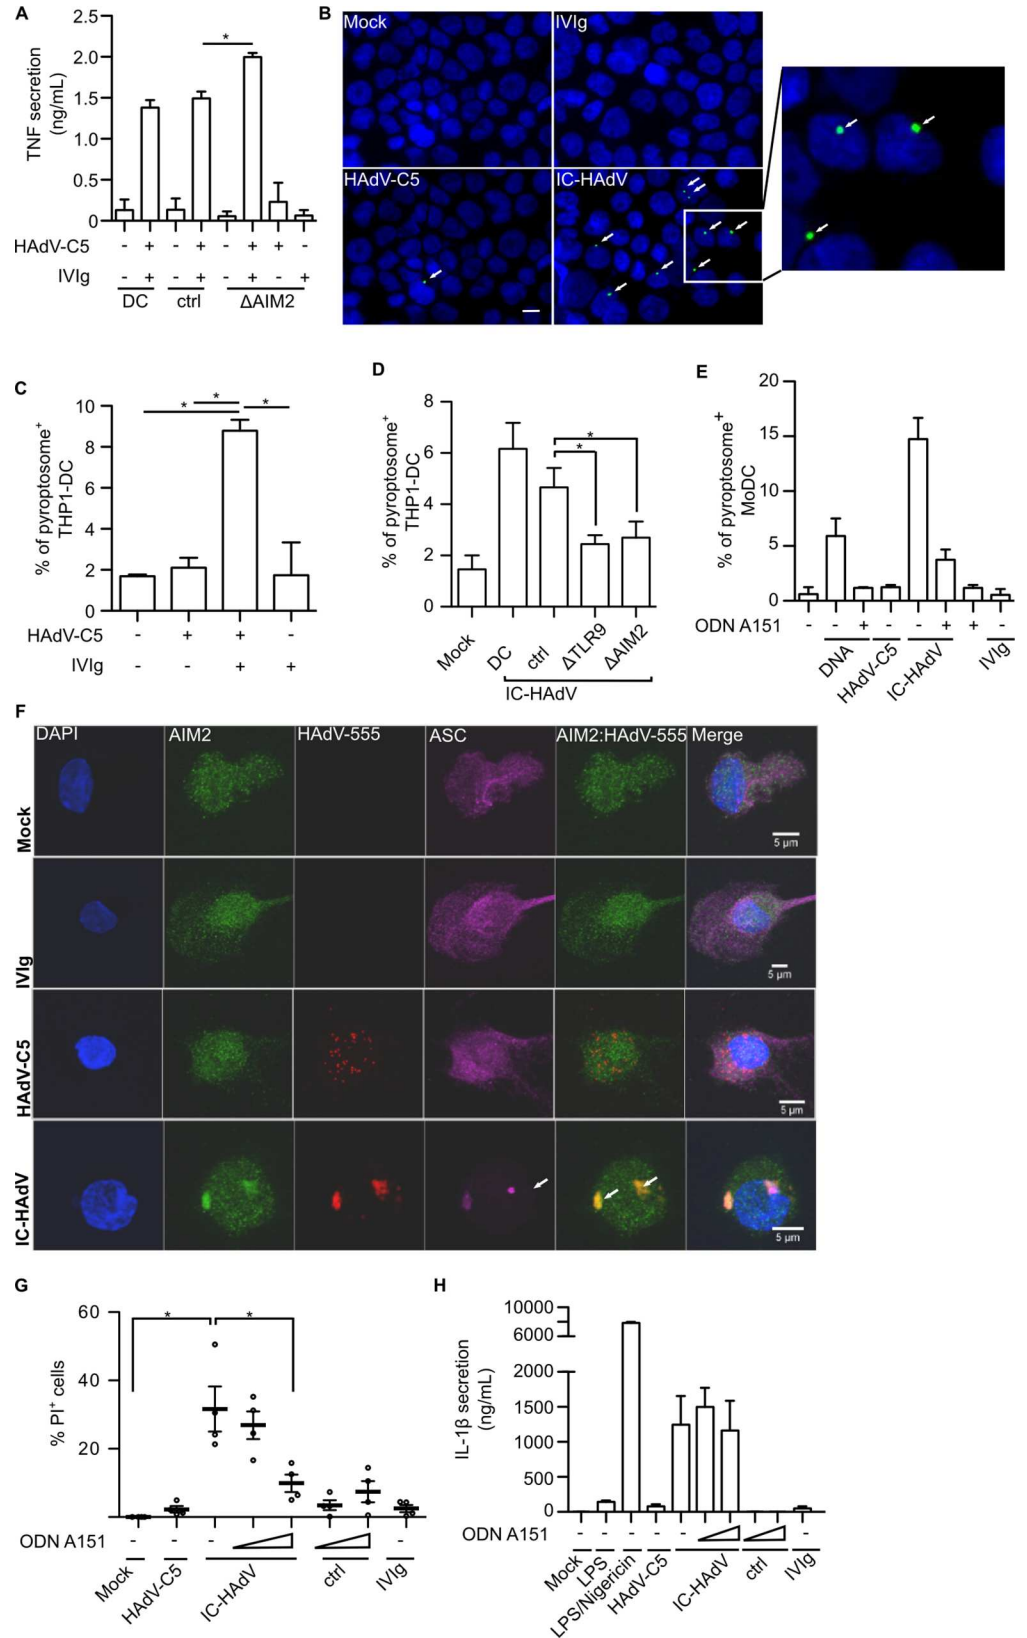 A
TNF secretion
(ng/mL)
2.5
2.0
1.5
1.0
0.5
0
*
HAdV-C5 - + - + - + + -
IVIg - + - + - + - +
DC ctrl ΔAIM2
B
Mock IVIg
HAdV-C5 IC-HAdV
C
% of pyroptosome+
THP1-DC
10
8
6
4
2
0
* * *
HAdV-C5 - + + -
IVIg - - + +
D
% of pyroptosome+
THP1-DC
8
6
4
2
0
*
*
Mock DC ctrl ΔTLR9 ΔAIM2
IC-HAdV
E
% of pyroptosome+
MoDC
20
15
10
5
0
ODN A151 - - + - - + + -
DNA HAdV-C5 IC-HAdV IVIg
F
DAPI AIM2 HAdV-555 ASC AIM2:HAdV-555 Merge
Mock
5 µm
IVIg
5 µm
HAdV-C5
5 µm
IC-HAdV
5 µm
G
% PI+ cells
60
40
20
* *
ODN A151 - - - -
Mock HAdV-C5 IC-HAdV ctrl IVIg
H
IL-1β secretion
(ng/mL)
10000
6000
2000
1500
1000
500
0
ODN A151 - - - - - -
Mock LPS LPS/Nigericin HAdV-C5 IC-HAdV ctrl IVIg